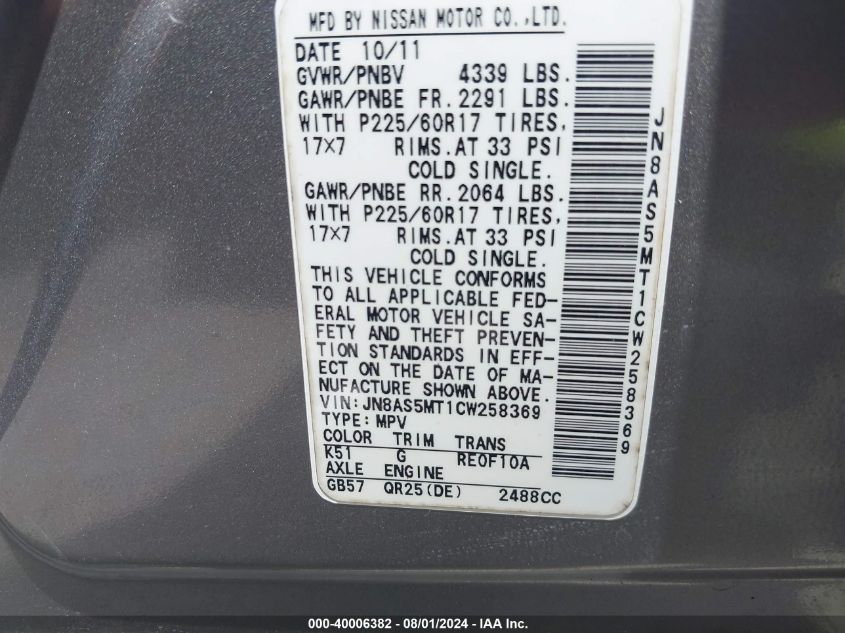 MFD BY NISSAN MOTOR CO.,LTD.
DATE 10/11
GVWR/PNBV 4339 LBS.
GAWR/PNBE FR. 2291 LBS.
WITH P225/60R17 TIRES,
17×7 RIMS.AT 33 PSI
COLD SINGLE.
GAWR/PNBE RR. 2064 LBS.
WITH P225/60R17 TIRES,
17×7 RIMS.AT 33 PSI
COLD SINGLE.
THIS VEHICLE CONFORMS
TO ALL APPLICABLE FED-
ERAL MOTOR VEHICLE SA-
FETY AND THEFT PREVEN-
TION STANDARDS IN EFF-
ECT ON THE DATE OF MA-
NUFACTURE SHOWN ABOVE.
VIN:JN8AS5MT1CW258369
TYPE:MPV
COLOR TRIM TRANS
K51 G RE0F10A
AXLE ENGINE
GB57 QR25(DE) 2488CC
JN8AS5MT1CW258369
000-40006382 - 08/01/2024 - IAA Inc.